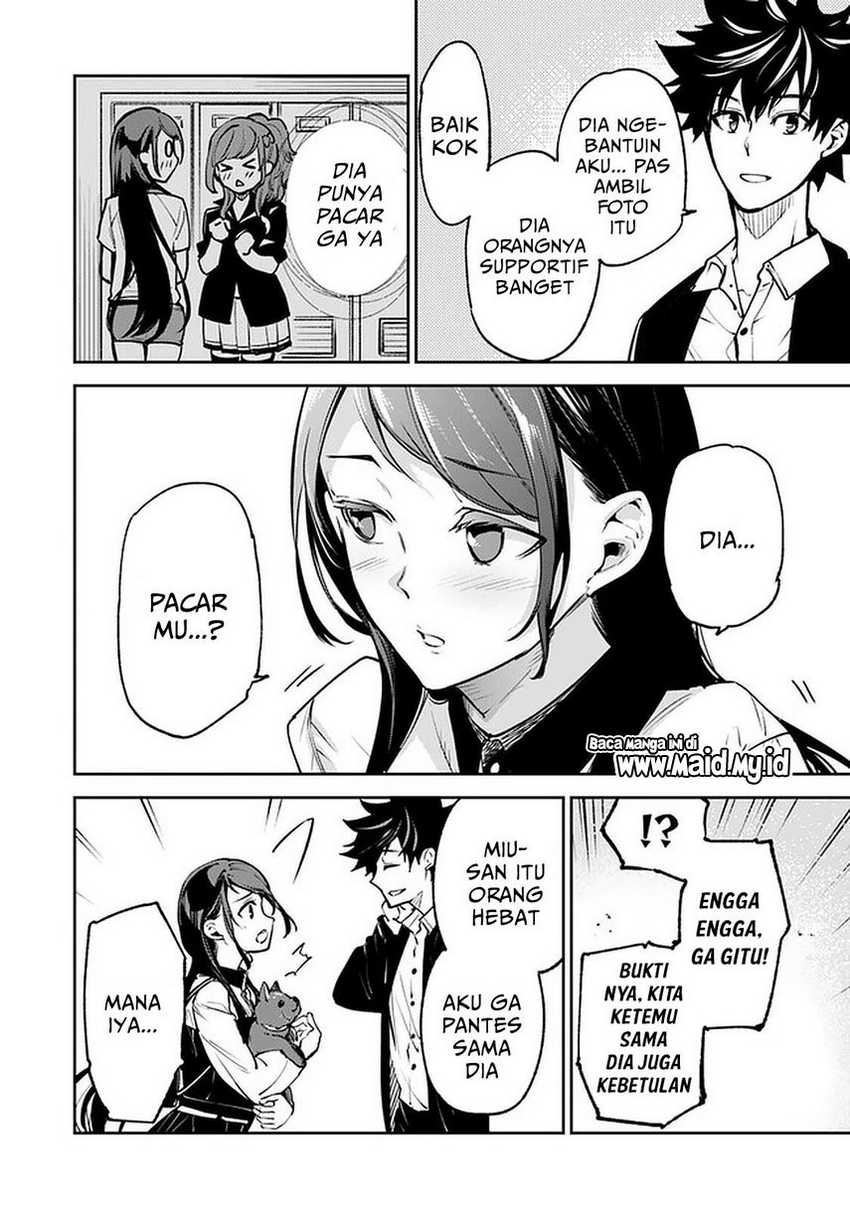 BAIK
KOK
DIA NGE-
BANTUIN
AKU... PAS
AMBIL
FOTO
ITU
DIA
ORANGNYA
SUPPORTIF
BANGET
DIA
PUNYA
PACAR
GA YA
DIA...
PACAR
MU...?
Baca Manga ini di
www.Maid.My.id
!?
ENGGA
ENGGA,
GA GITU!
BUKTI
NYA, KITA
KETEMU
SAMA
DIA JUGA
KEBETULAN
MIU-
SAN ITU
ORANG
HEBAT
AKU GA
PANTES
SAMA
DIA
MANA
IYA...